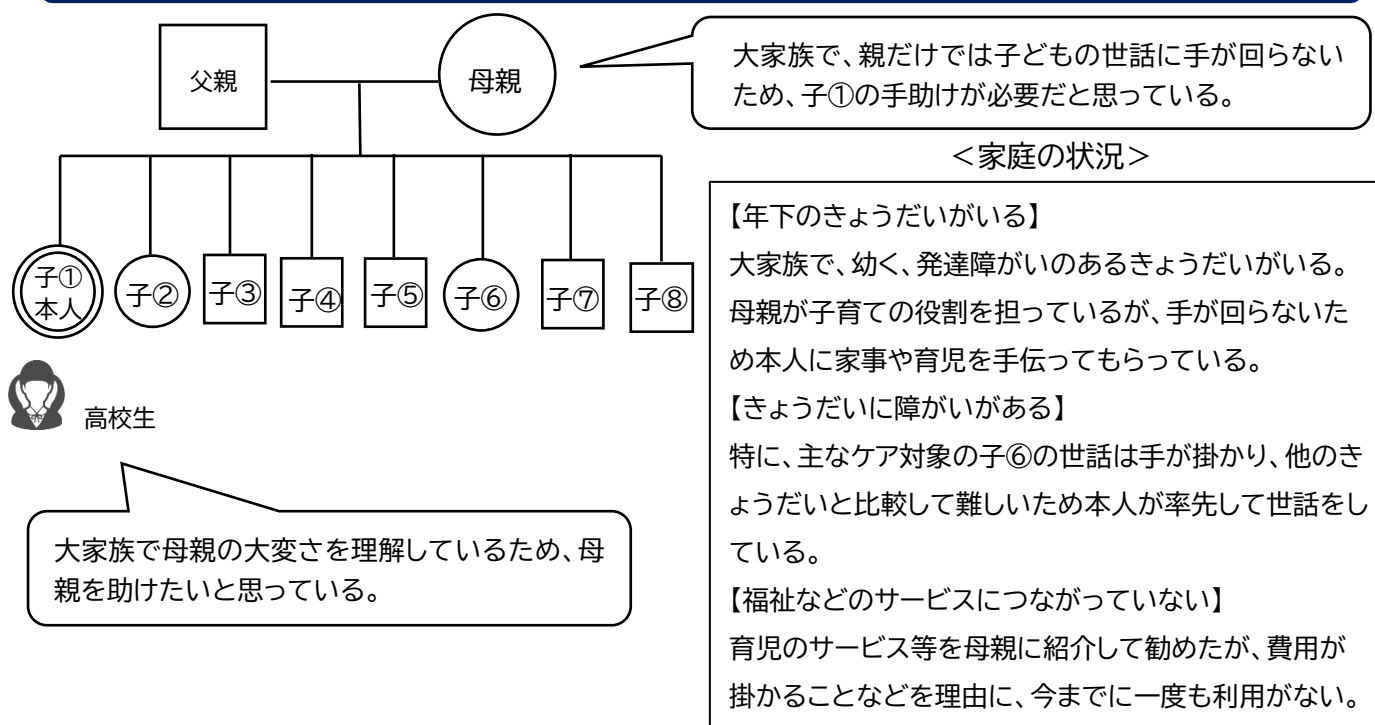 父親
母親
大家族で、親だけでは子どもの世話に手が回らない
ため、子①の手助けが必要だと思っている。
子①
本人
子②
子③
子④
子⑤
子⑥
子⑦
子⑧
高校生
大家族で母親の大変さを理解しているため、母
親を助けたいと思っている。
<家庭の状況>
【年下のきょうだいがいる】
大家族で、幼く、発達障がいのあるきょうだいがいる。
母親が子育ての役割を担っているが、手が回らないた
め本人に家事や育児を手伝ってもらっている。
【きょうだいに障がいがある】
特に、主なケア対象の子⑥の世話は手が掛かり、他のき
ょうだいと比較して難しいため本人が率先して世話をし
ている。
【福祉などのサービスにつながっていない】
育児のサービス等を母親に紹介して勧めたが、費用が
掛かることなどを理由に、今までに一度も利用がない。